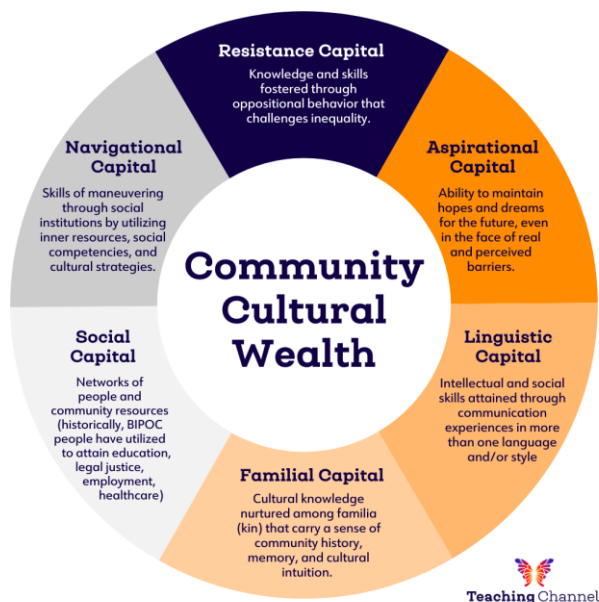 Resistance Capital
Knowledge and skills
fostered through
oppositional behavior that
challenges inequality.
Aspirational
Capital
Ability to maintain
hopes and dreams
for the future, even
in the face of real
and perceived
barriers.
Linguistic
Capital
Intellectual and social
skills attained through
communication
experiences in more
than one language
and/or style
Familial Capital
Cultural knowledge
nurtured among familia
(kin) that carry a sense of
community history,
memory, and cultural
intuition.
Social
Capital
Networks of
people and
community resources
(historically, BIPOC
people have utilized
to attain education,
legal justice,
employment,
healthcare)
Navigational
Capital
Skills of maneuvering
through social
institutions by utilizing
inner resources, social
competencies, and
cultural strategies.
Community
Cultural
Wealth
Teaching Channel